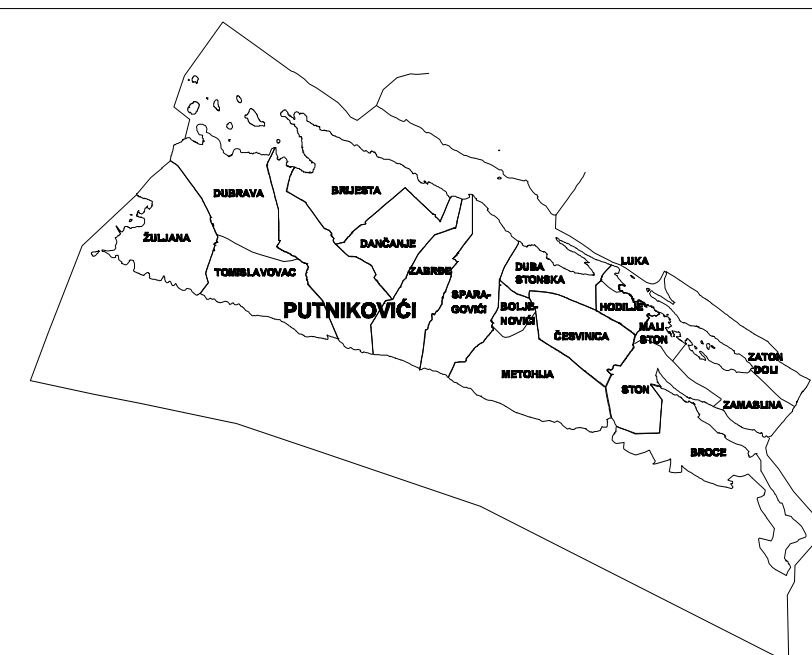 DUBRAVA
BRIJESTA
ŽULJANA
DANČANJE
TOMISLAVOVAC
ZABRĐE
PUTNIKOVIĆI
SPARA-
GOVIĆI
DUBA
STONSKA
LUKA
BOLJE-
NOVIĆI
HODILJE
ČESVINICA
MALI
STON
ZATON
DOLI
METOHIJA
STON
ZAMASLINA
BROCE